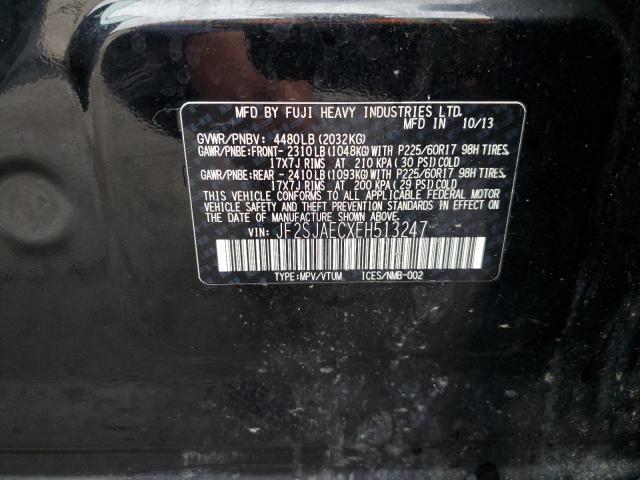 MFD BY FUJI HEAVY INDUSTRIES LTD.
MFD IN 10/13
GVWR/PNBV: 4480LB (2032KG)
GAWR/PNBE:FRONT-2310LB (1048KG) WITH P225/60R17 98H TIRES,
17X7J RIMS AT 210 KPA (30 PSI) COLD
GAWR/PNBE:REAR - 2410LB (1093KG) WITH P225/60R17 98H TIRES,
17X7J RIMS AT 200 KPA (29 PSI) COLD
THIS VEHICLE CONFORMS TO ALL APPLICABLE FEDERAL MOTOR
VEHICLE SAFETY AND THEFT PREVENTION STANDARDS IN EFFECT
ON THE DATE OF MANUFACTURE SHOWN ABOVE.
VIN: JF2SJAECXEH513247
TYPE:MPV/VTUM ICES/NMB-002